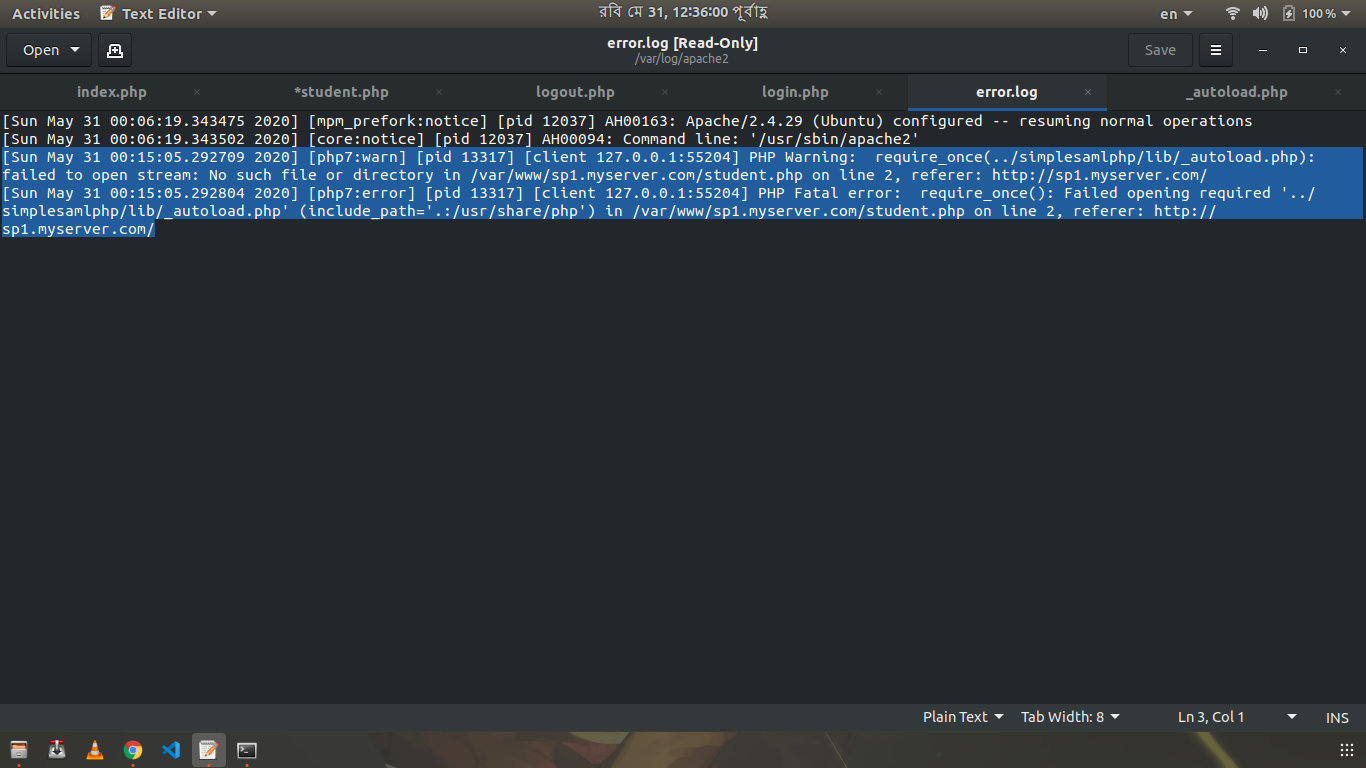 Activities Text Editor রবি মে 31, 12:36:00 পূর্বাহ্ণ en 100 %
Open error.log [Read-Only] Save
/var/log/apache2
index.php × *student.php × logout.php × login.php × error.log × _autoload.php ×
[Sun May 31 00:06:19.343475 2020] [mpm_prefork:notice] [pid 12037] AH00163: Apache/2.4.29 (Ubuntu) configured -- resuming normal operations
[Sun May 31 00:06:19.343502 2020] [core:notice] [pid 12037] AH00094: Command line: '/usr/sbin/apache2'
[Sun May 31 00:15:05.292709 2020] [php7:warn] [pid 13317] [client 127.0.0.1:55204] PHP Warning:  require_once(../simplesamlphp/lib/_autoload.php):
failed to open stream: No such file or directory in /var/www/sp1.myserver.com/student.php on line 2, referer: http://sp1.myserver.com/
[Sun May 31 00:15:05.292804 2020] [php7:error] [pid 13317] [client 127.0.0.1:55204] PHP Fatal error:  require_once(): Failed opening required '../
simplesamlphp/lib/_autoload.php' (include_path='.:/usr/share/php') in /var/www/sp1.myserver.com/student.php on line 2, referer: http://
sp1.myserver.com/
Plain Text Tab Width: 8 Ln 3, Col 1 INS